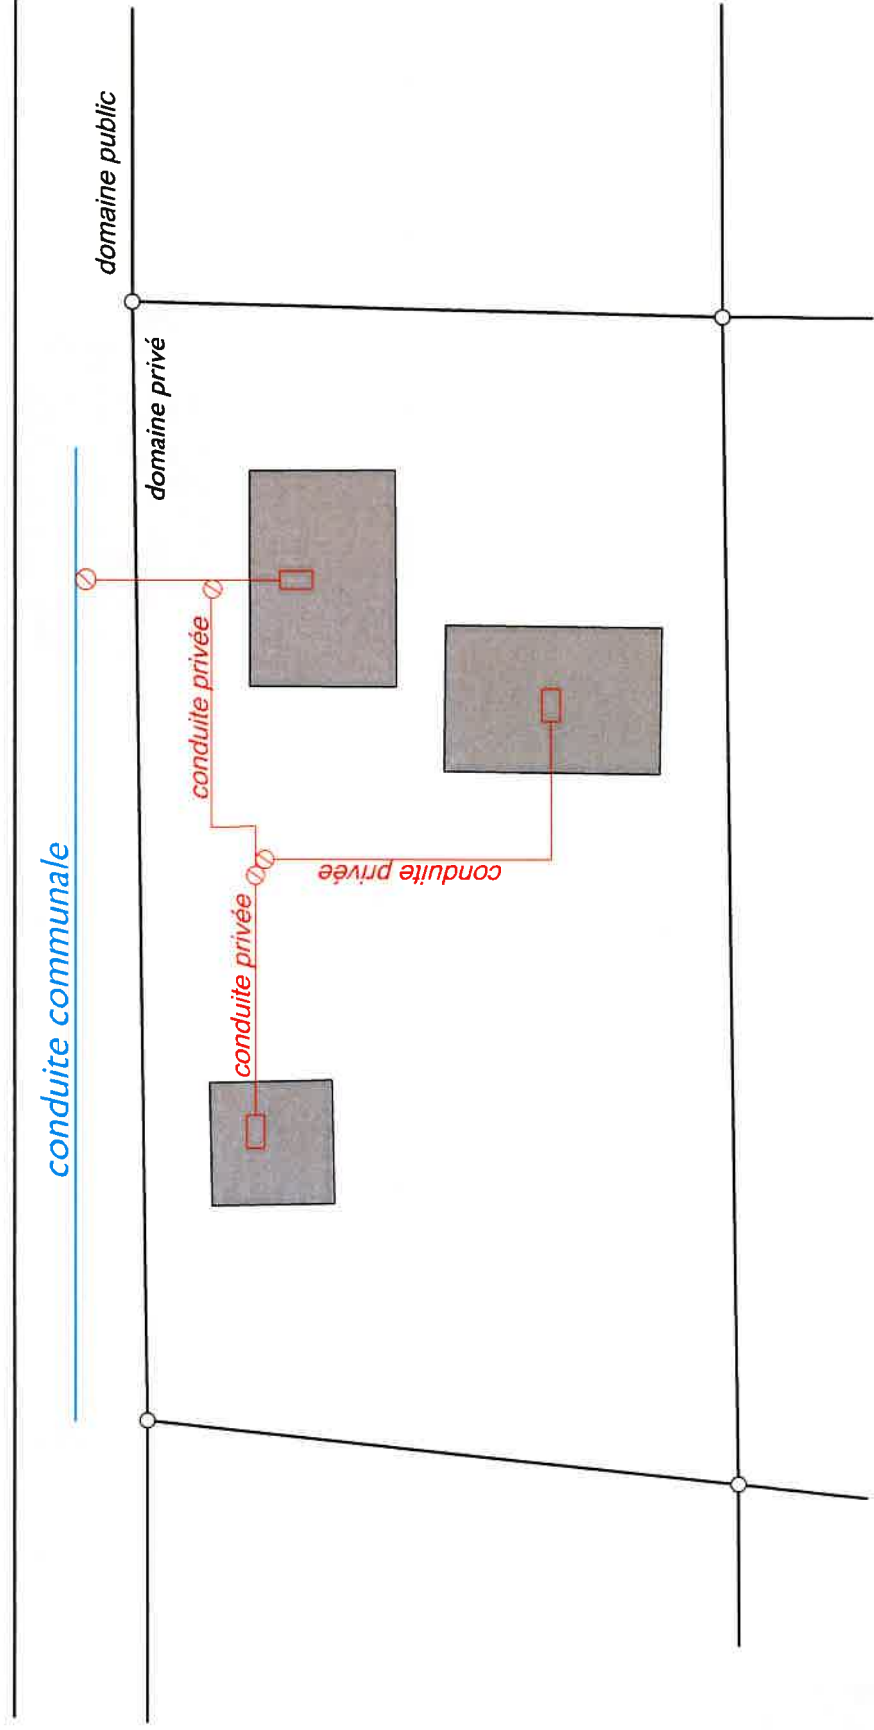 domaine public
domaine privé
conduite communale
conduite privée
conduite privée
conduite privée